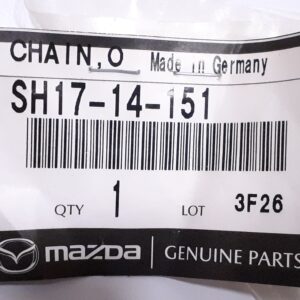 CHAIN,O Made in Germany
SH17-14-151
QTY 1 LOT 3F26
mazda GENUINE PARTS